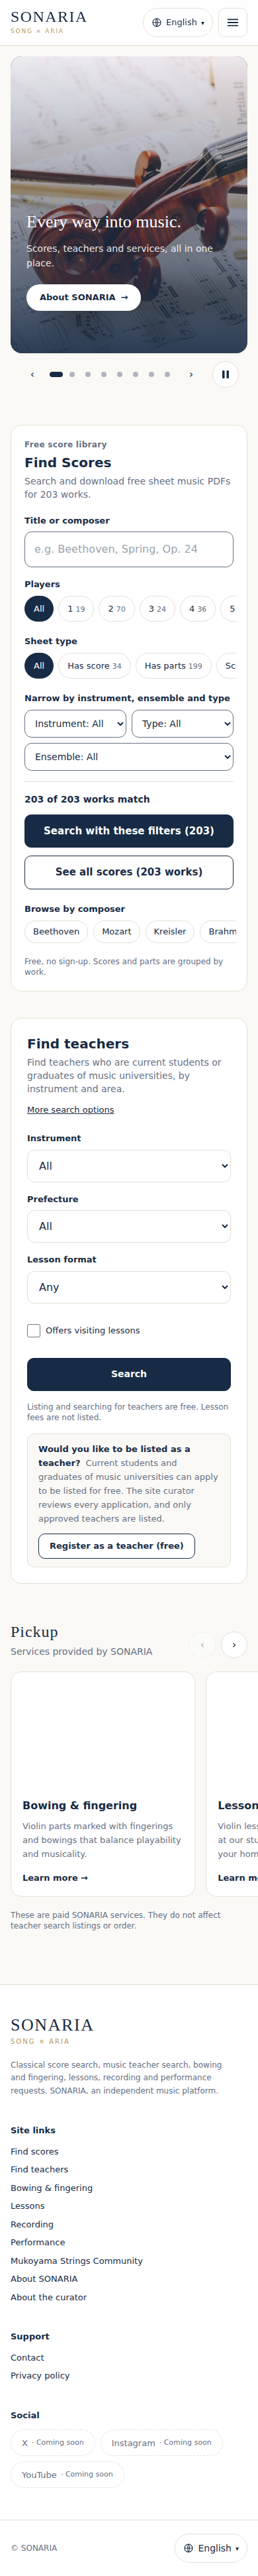 SONARIA
SONG × ARIA
English ▾
Every way into music.
Scores, teachers and services, all in one
place.
About SONARIA →
‹
›
Free score library
Find Scores
Search and download free sheet music PDFs
for 203 works.
Title or composer
e.g. Beethoven, Spring, Op. 24
Players
All
1 19
2 70
3 24
4 36
5
Sheet type
All
Has score 34
Has parts 199
Sc
Narrow by instrument, ensemble and type
Instrument: All
Type: All
Ensemble: All
203 of 203 works match
Search with these filters (203)
See all scores (203 works)
Browse by composer
Beethoven
Mozart
Kreisler
Brahm
Free, no sign-up. Scores and parts are grouped by
work.
Find teachers
Find teachers who are current students or
graduates of music universities, by
instrument and area.
More search options
Instrument
All
Prefecture
All
Lesson format
Any
Offers visiting lessons
Search
Listing and searching for teachers are free. Lesson
fees are not listed.
Would you like to be listed as a
teacher? Current students and
graduates of music universities can apply
to be listed for free. The site curator
reviews every application, and only
approved teachers are listed.
Register as a teacher (free)
Pickup
Services provided by SONARIA
‹
›
Bowing & fingering
Violin parts marked with fingerings
and bowings that balance playability
and musicality.
Learn more →
Lesson
Violin less
at our stu
your hom
Learn m
These are paid SONARIA services. They do not affect
teacher search listings or order.
SONARIA
SONG × ARIA
Classical score search, music teacher search, bowing
and fingering, lessons, recording and performance
requests. SONARIA, an independent music platform.
Site links
Find scores
Find teachers
Bowing & fingering
Lessons
Recording
Performance
Mukoyama Strings Community
About SONARIA
About the curator
Support
Contact
Privacy policy
Social
X · Coming soon
Instagram · Coming soon
YouTube · Coming soon
© SONARIA
English ▾